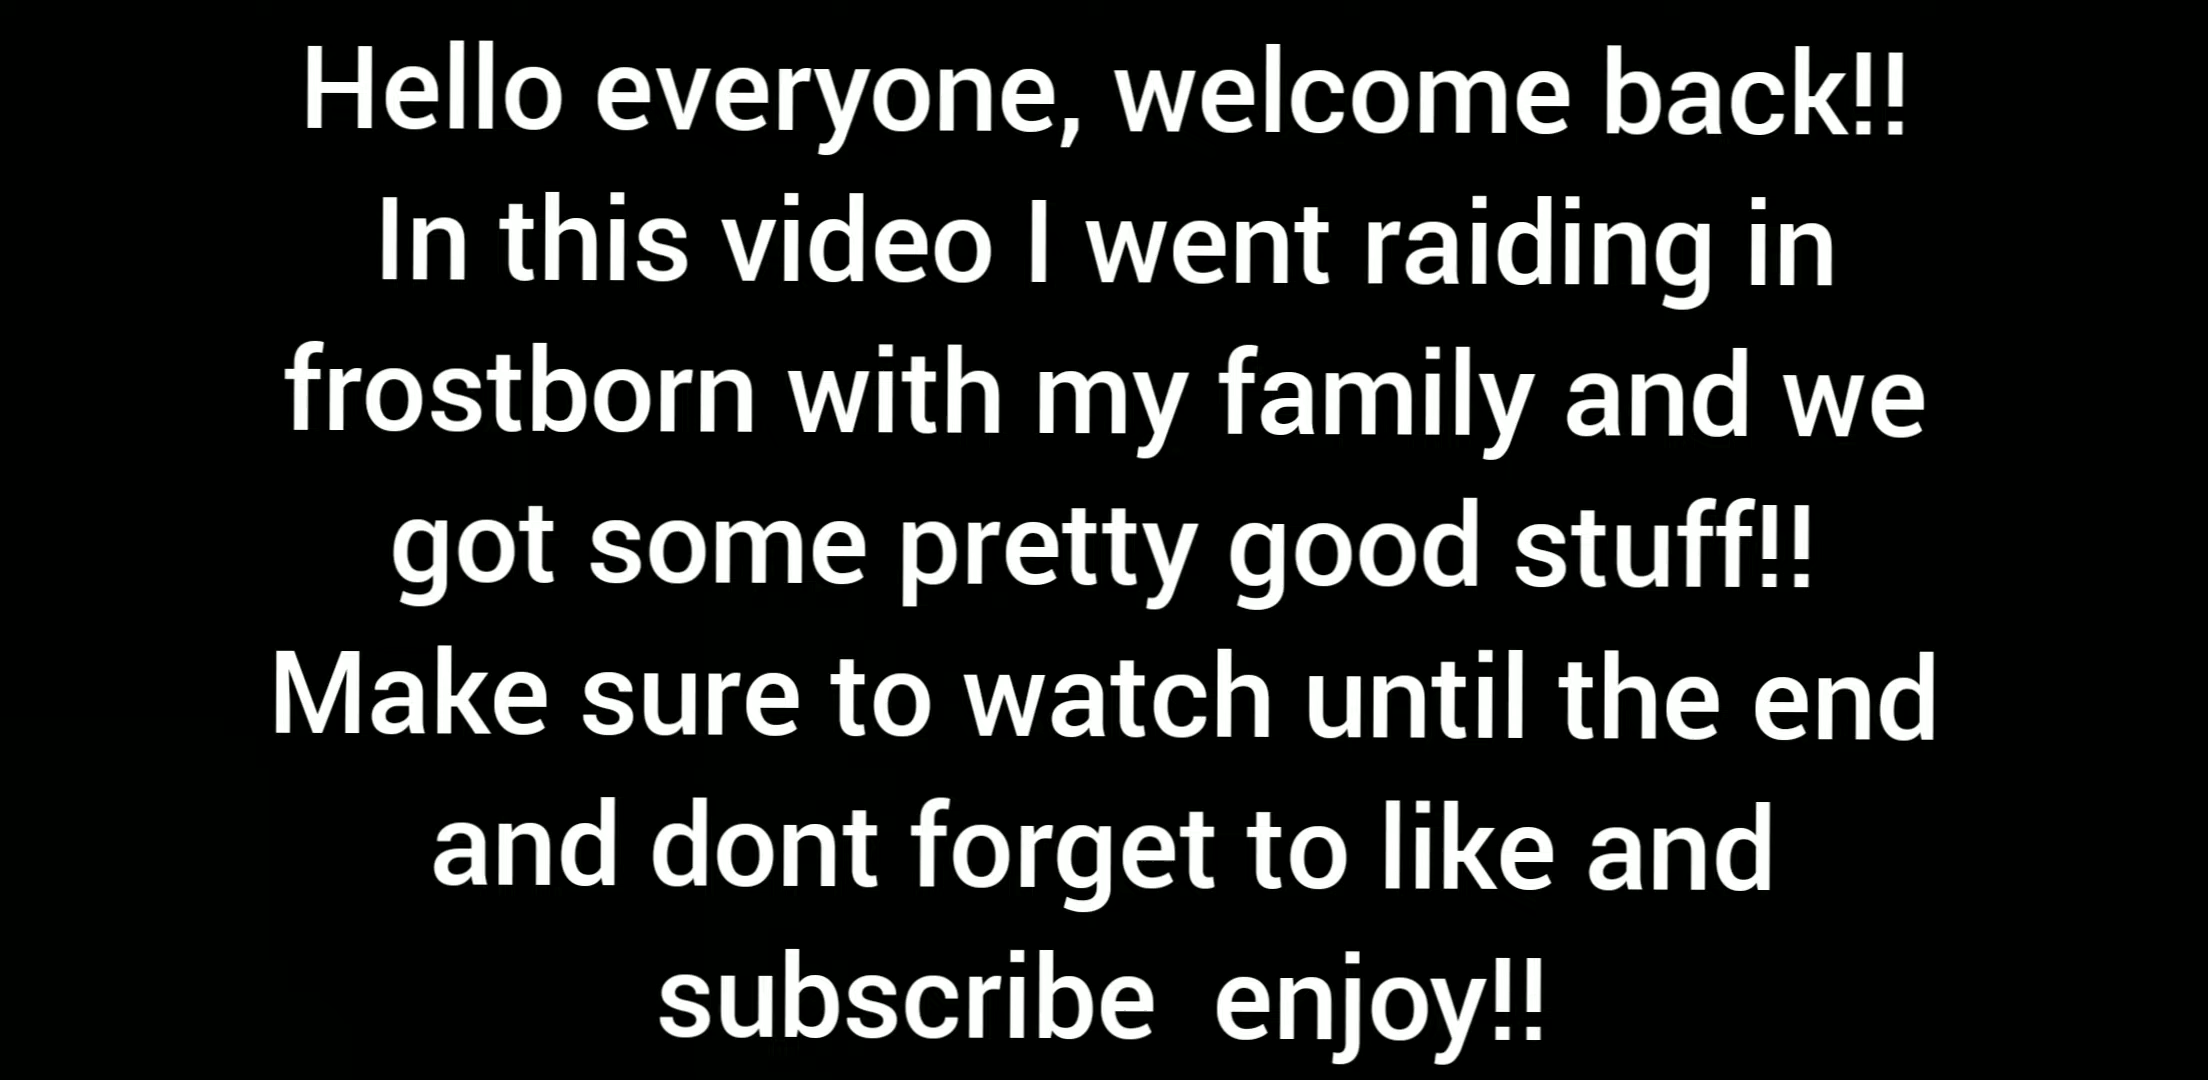 Hello everyone, welcome back!!
In this video I went raiding in
frostborn with my family and we
got some pretty good stuff!!
Make sure to watch until the end
and dont forget to like and
subscribe  enjoy!!